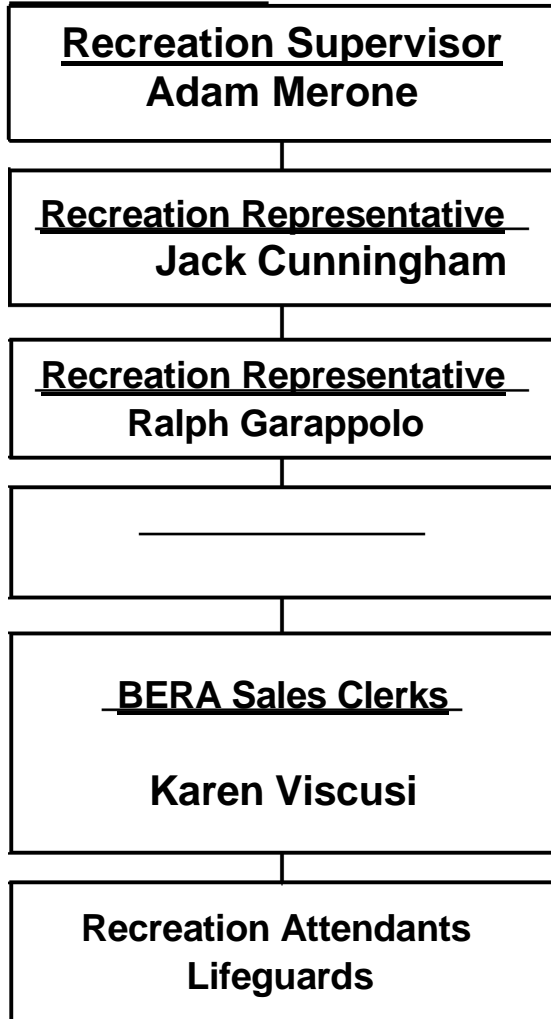 Recreation Supervisor
Adam Merone
Recreation Representative
Jack Cunningham
Recreation Representative
Ralph Garappolo
BERA Sales Clerks
Karen Viscusi
Recreation Attendants
Lifeguards